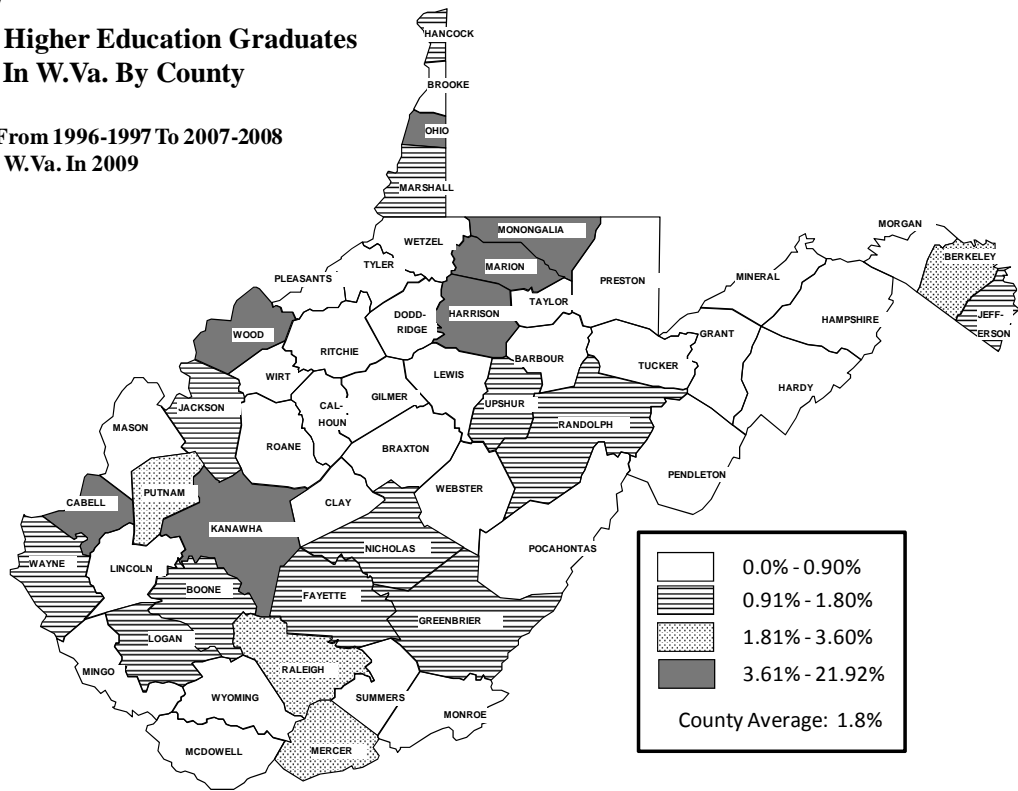 Higher Education Graduates
In W.Va. By County
From 1996-1997 To 2007-2008
W.Va. In 2009
HANCOCK
BROOKE
OHIO
MARSHALL
WETZEL
MONONGALIA
MARION
TYLER
PLEASANTS
PRESTON
MORGAN
BERKELEY
JEFF-
ERSON
MINERAL
HAMPSHIRE
TAYLOR
HARRISON
DODD-
RIDGE
WOOD
RITCHIE
WIRT
BARBOUR
TUCKER
GRANT
HARDY
LEWIS
GILMER
CAL-
HOUN
UPSHUR
RANDOLPH
JACKSON
MASON
ROANE
BRAXTON
PENDLETON
WEBSTER
PUTNAM
CABELL
KANAWHA
CLAY
NICHOLAS
POCAHONTAS
WAYNE
LINCOLN
BOONE
FAYETTE
GREENBRIER
LOGAN
MINGO
RALEIGH
WYOMING
SUMMERS
MONROE
MCDOWELL
MERCER
0.0% - 0.90%
0.91% - 1.80%
1.81% - 3.60%
3.61% - 21.92%
County Average: 1.8%